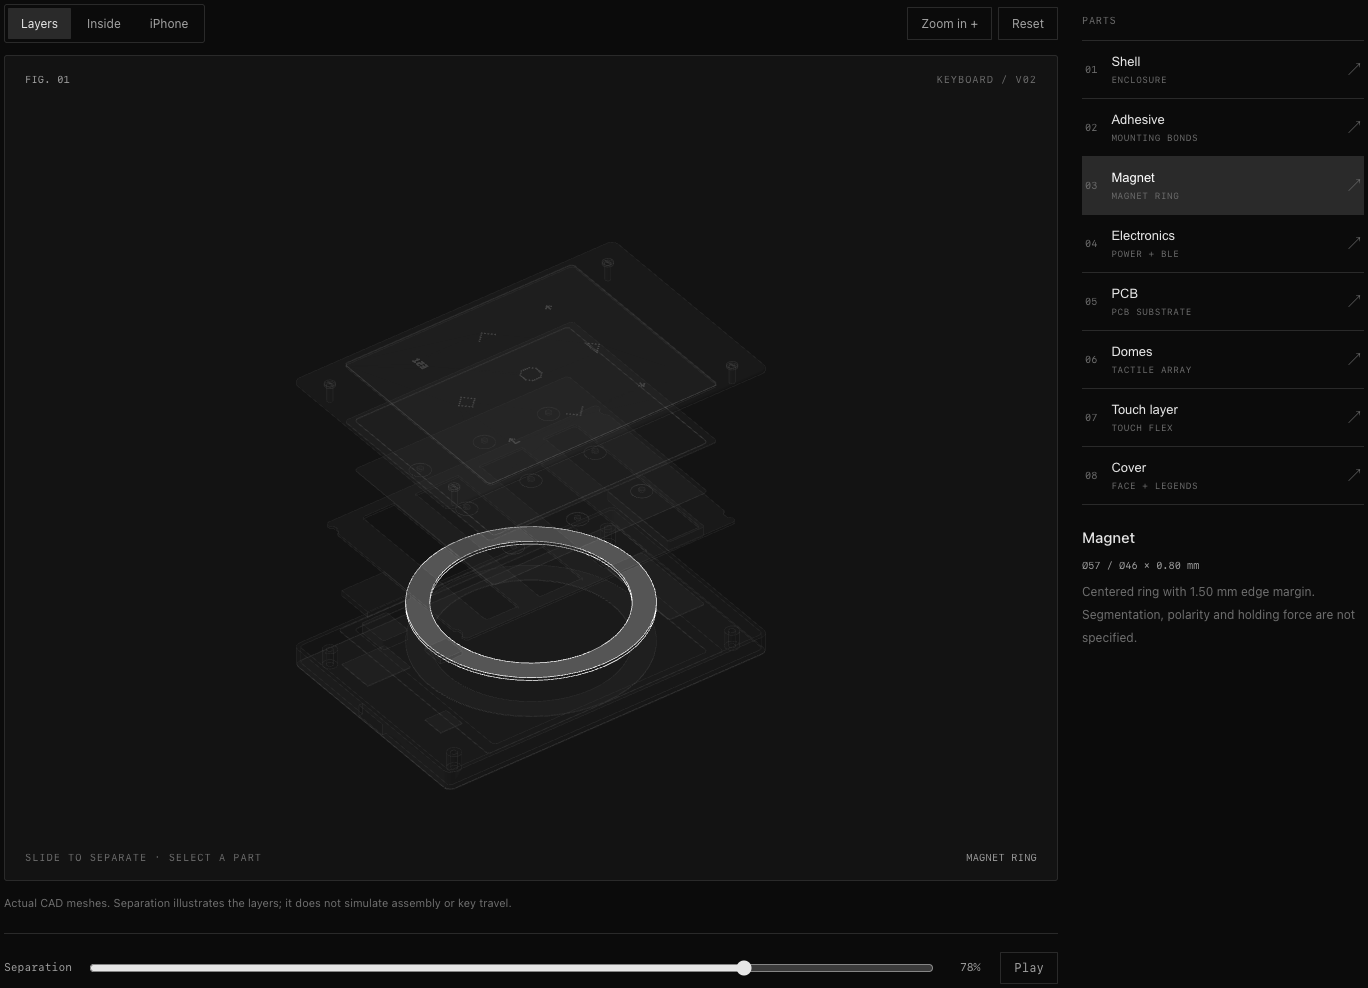 Layers
Inside
iPhone
Zoom in +
Reset
FIG. 01
KEYBOARD / V02
123
SLIDE TO SEPARATE · SELECT A PART
MAGNET RING
Actual CAD meshes. Separation illustrates the layers; it does not simulate assembly or key travel.
Separation
78%
Play
PARTS
01
Shell
ENCLOSURE
02
Adhesive
MOUNTING BONDS
03
Magnet
MAGNET RING
04
Electronics
POWER + BLE
05
PCB
PCB SUBSTRATE
06
Domes
TACTILE ARRAY
07
Touch layer
TOUCH FLEX
08
Cover
FACE + LEGENDS
Magnet
Ø57 / Ø46 × 0.80 mm
Centered ring with 1.50 mm edge margin.
Segmentation, polarity and holding force are not
specified.